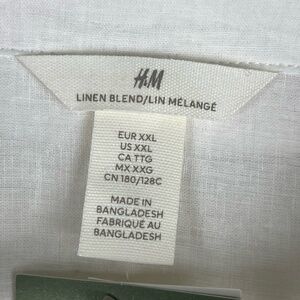 H&M
LINEN BLEND/LIN MÉLANGÉ
EUR XXL
US XXL
CA TTG
MX XXG
CN 180/128C
MADE IN
BANGLADESH
FABRIQUÉ AU
BANGLADESH